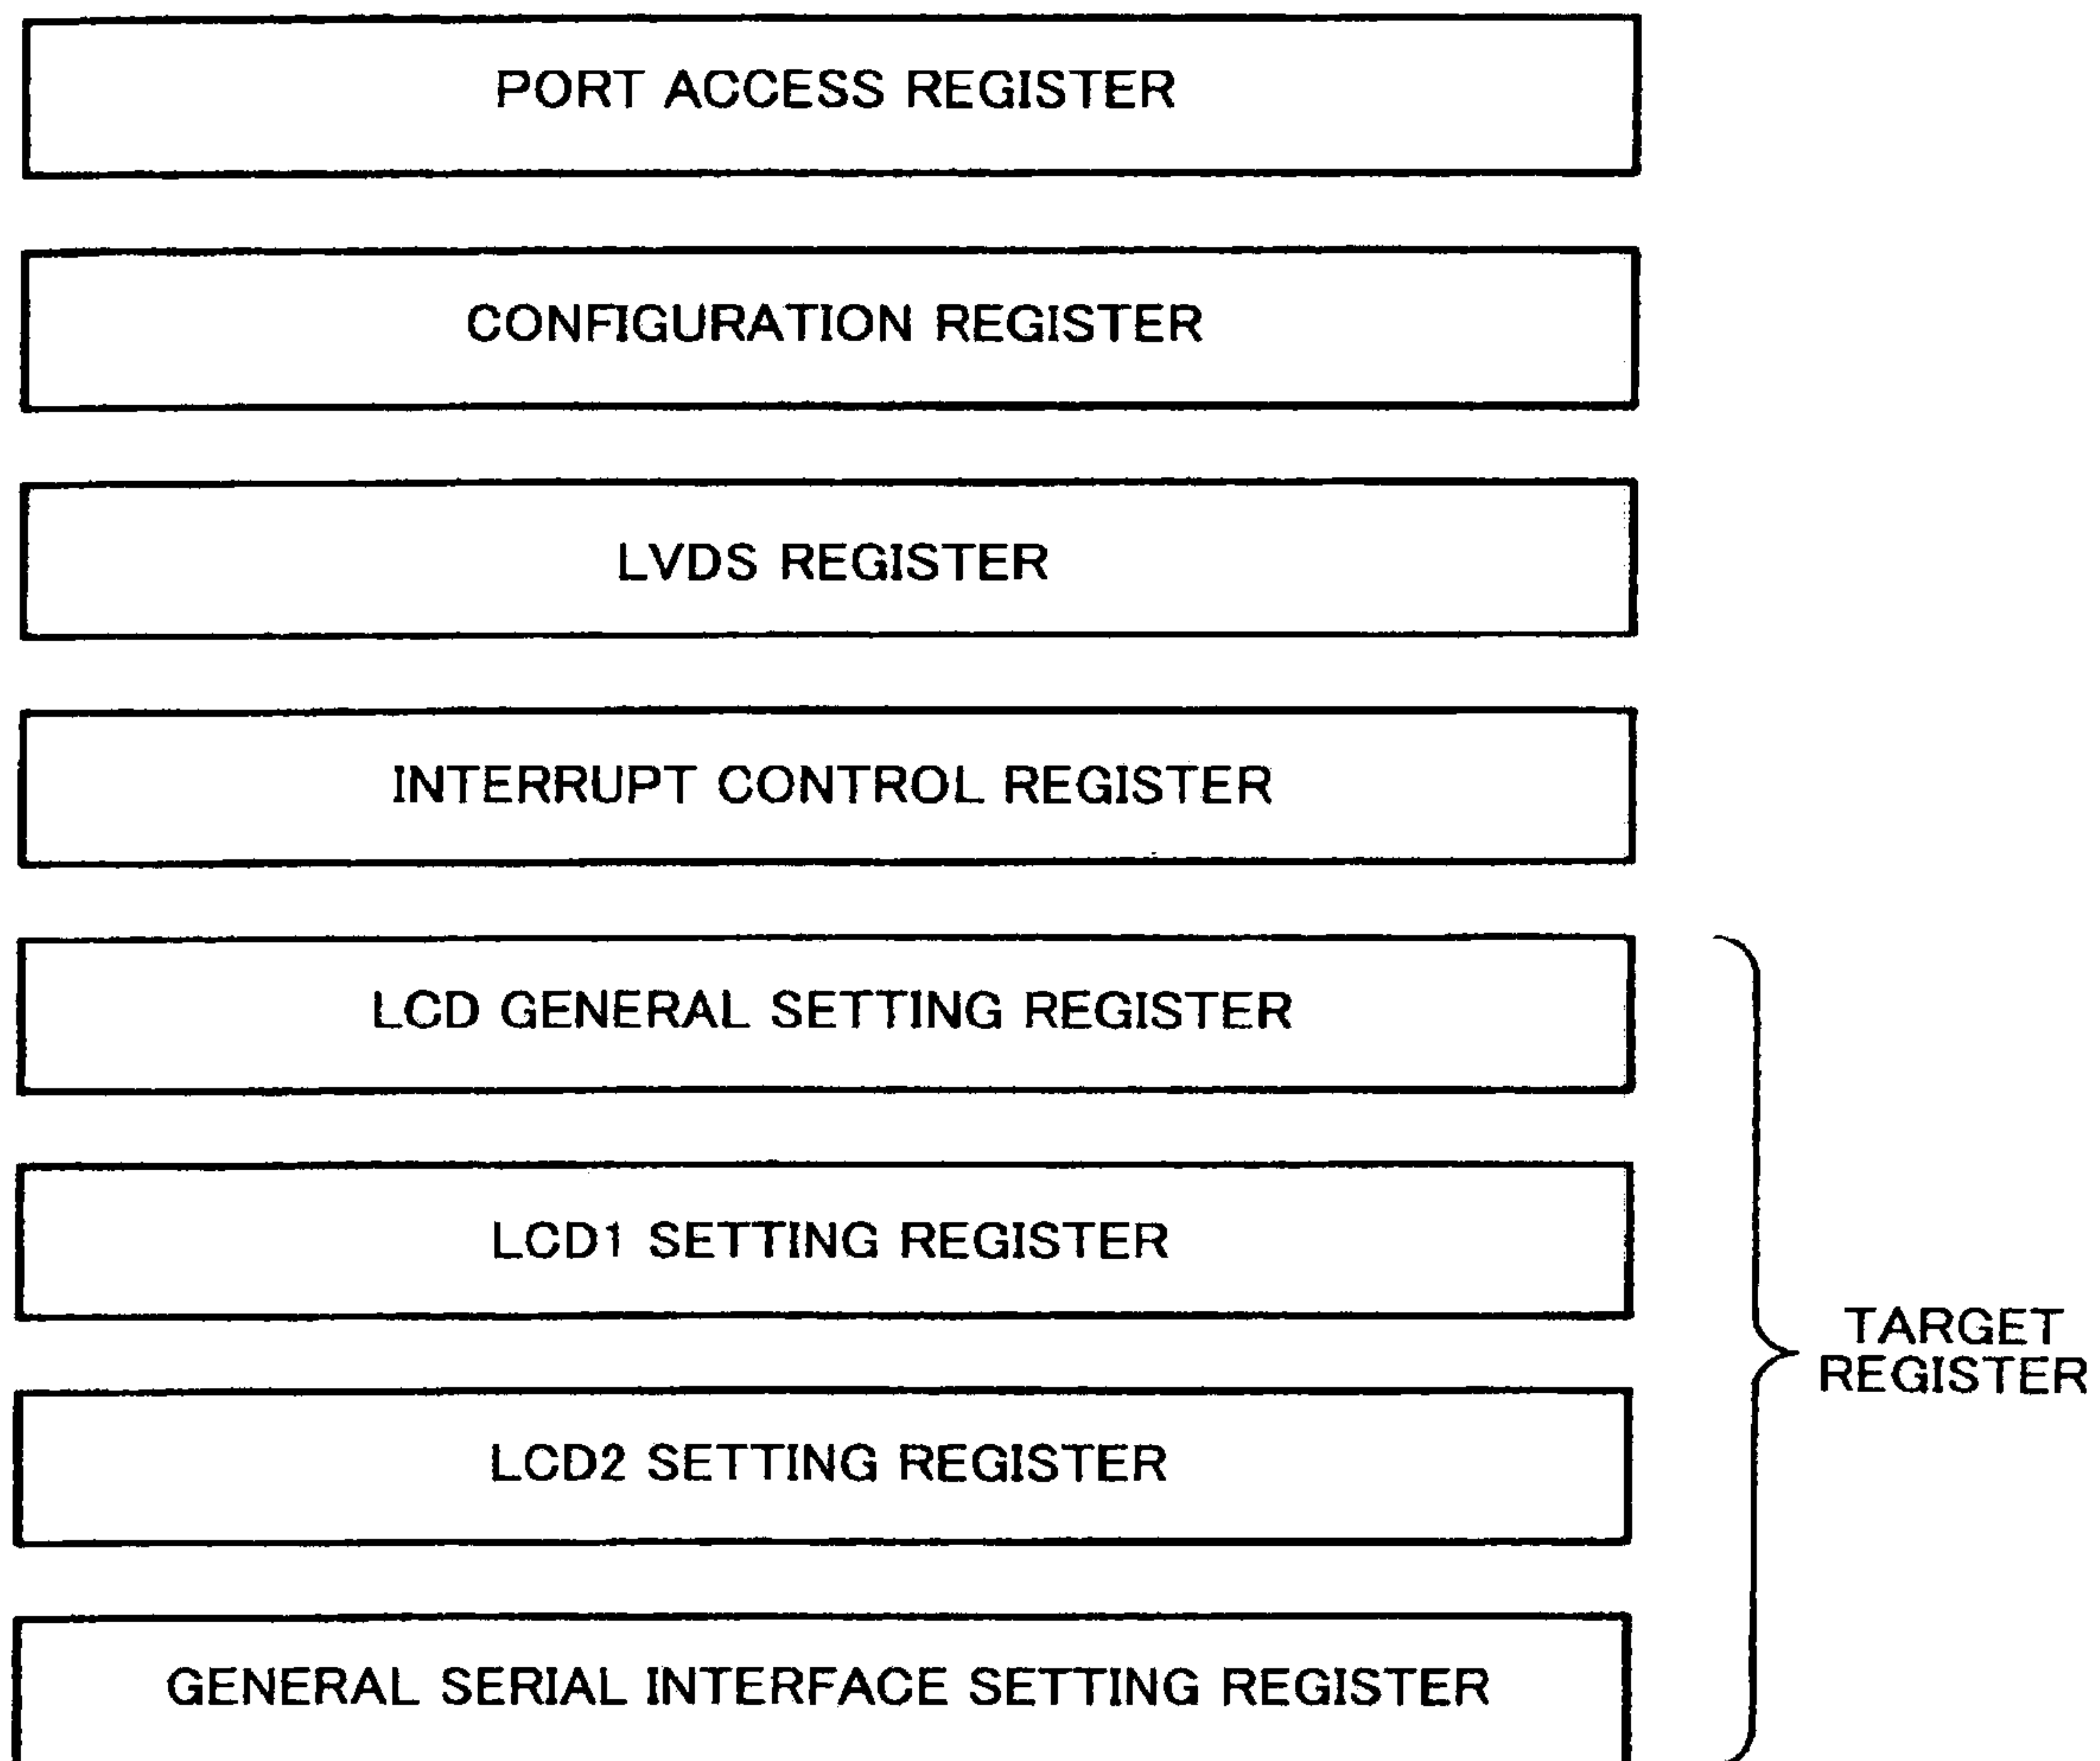 PORT ACCESS REGISTER
CONFIGURATION REGISTER
LVDS REGISTER
INTERRUPT CONTROL REGISTER
LCD GENERAL SETTING REGISTER
LCD1 SETTING REGISTER
LCD2 SETTING REGISTER
GENERAL SERIAL INTERFACE SETTING REGISTER
TARGET
REGISTER